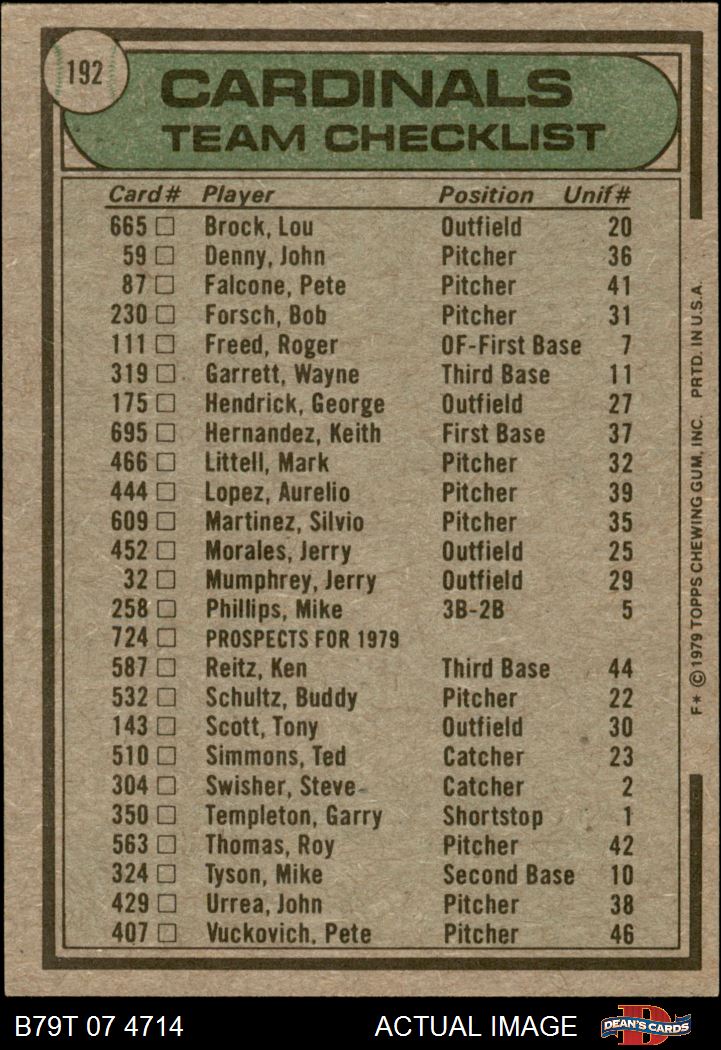 192
CARDINALS
TEAM CHECKLIST
Card# Player Position Unif#
665 □ Brock, Lou Outfield 20
59 □ Denny, John Pitcher 36
87 □ Falcone, Pete Pitcher 41
230 □ Forsch, Bob Pitcher 31
111 □ Freed, Roger OF-First Base 7
319 □ Garrett, Wayne Third Base 11
175 □ Hendrick, George Outfield 27
695 □ Hernandez, Keith First Base 37
466 □ Littell, Mark Pitcher 32
444 □ Lopez, Aurelio Pitcher 39
609 □ Martinez, Silvio Pitcher 35
452 □ Morales, Jerry Outfield 25
32 □ Mumphrey, Jerry Outfield 29
258 □ Phillips, Mike 3B-2B 5
724 □ PROSPECTS FOR 1979
587 □ Reitz, Ken Third Base 44
532 □ Schultz, Buddy Pitcher 22
143 □ Scott, Tony Outfield 30
510 □ Simmons, Ted Catcher 23
304 □ Swisher, Steve Catcher 2
350 □ Templeton, Garry Shortstop 1
563 □ Thomas, Roy Pitcher 42
324 □ Tyson, Mike Second Base 10
429 □ Urrea, John Pitcher 38
407 □ Vuckovich, Pete Pitcher 46
F* © 1979 TOPPS CHEWING GUM, INC. PRTD. IN U.S.A.
B79T 07 4714 ACTUAL IMAGE
D
DEAN'S CARDS